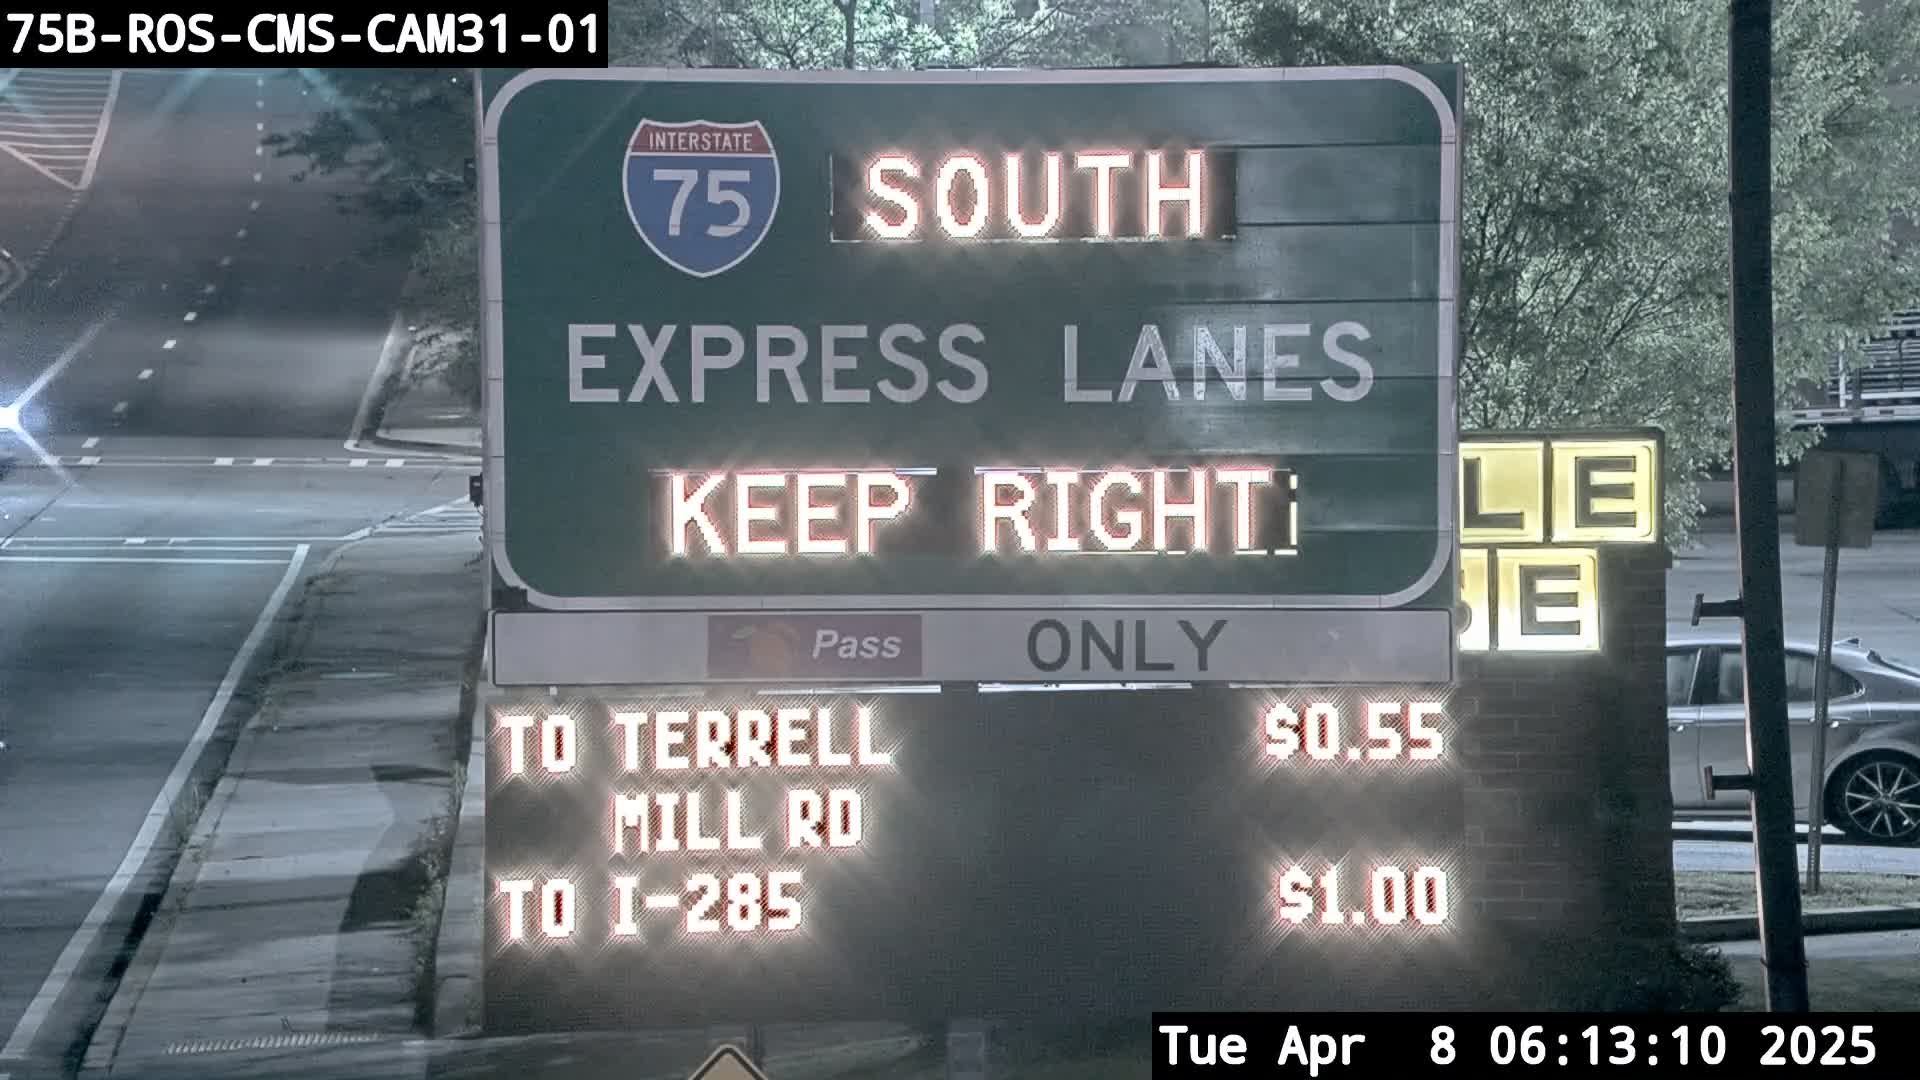 75B-ROS-CMS-CAM31-01
INTERSTATE
75
SOUTH
EXPRESS LANES
KEEP RIGHT
Pass ONLY
LE
E
TO TERRELL $0.55
MILL RD
TO I-285 $1.00
Tue Apr 8 06:13:10 2025